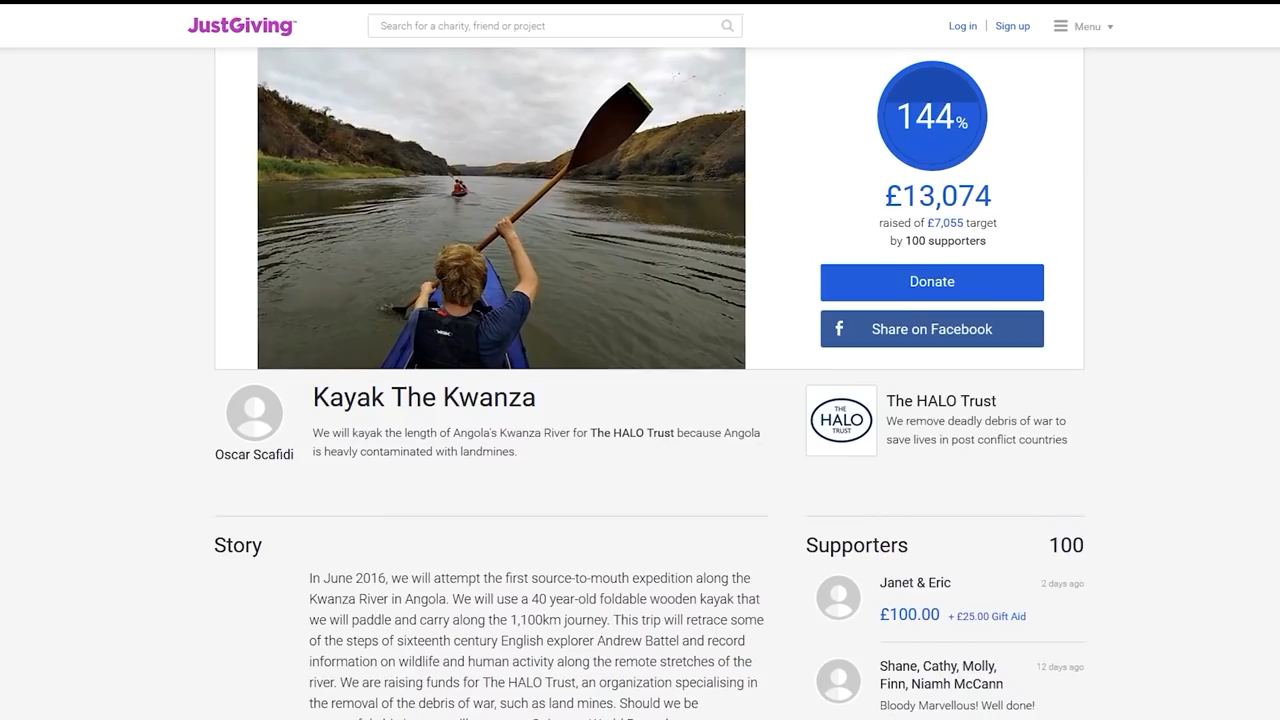 JustGiving™
Search for a charity, friend or project
Log in | Sign up
Menu
144%
£13,074
raised of £7,055 target
by 100 supporters
Donate
f Share on Facebook
Kayak The Kwanza
We will kayak the length of Angola's Kwanza River for The HALO Trust because Angola
is heavly contaminated with landmines.
Oscar Scafidi
THE
HALO
TRUST
The HALO Trust
We remove deadly debris of war to
save lives in post conflict countries
Story
In June 2016, we will attempt the first source-to-mouth expedition along the
Kwanza River in Angola. We will use a 40 year-old foldable wooden kayak that
we will paddle and carry along the 1,100km journey. This trip will retrace some
of the steps of sixteenth century English explorer Andrew Battel and record
information on wildlife and human activity along the remote stretches of the
river. We are raising funds for The HALO Trust, an organization specialising in
the removal of the debris of war, such as land mines. Should we be
Supporters 100
Janet & Eric 2 days ago
£100.00 + £25.00 Gift Aid
Shane, Cathy, Molly, 12 days ago
Finn, Niamh McCann
Bloody Marvellous! Well done!